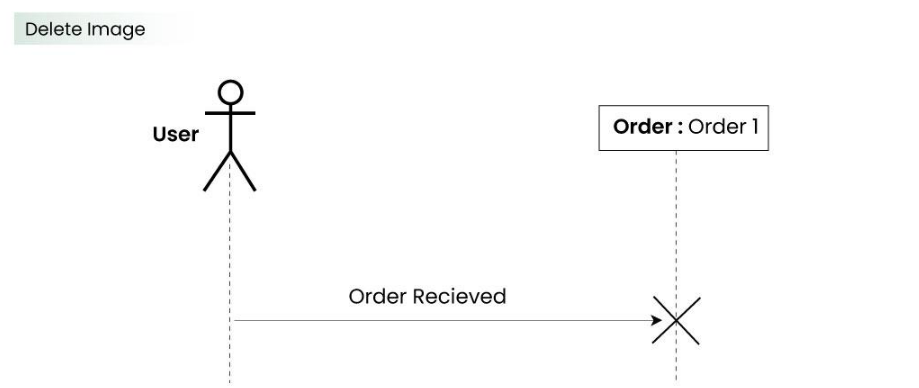 Delete Image
User
Order : Order 1
Order Recieved